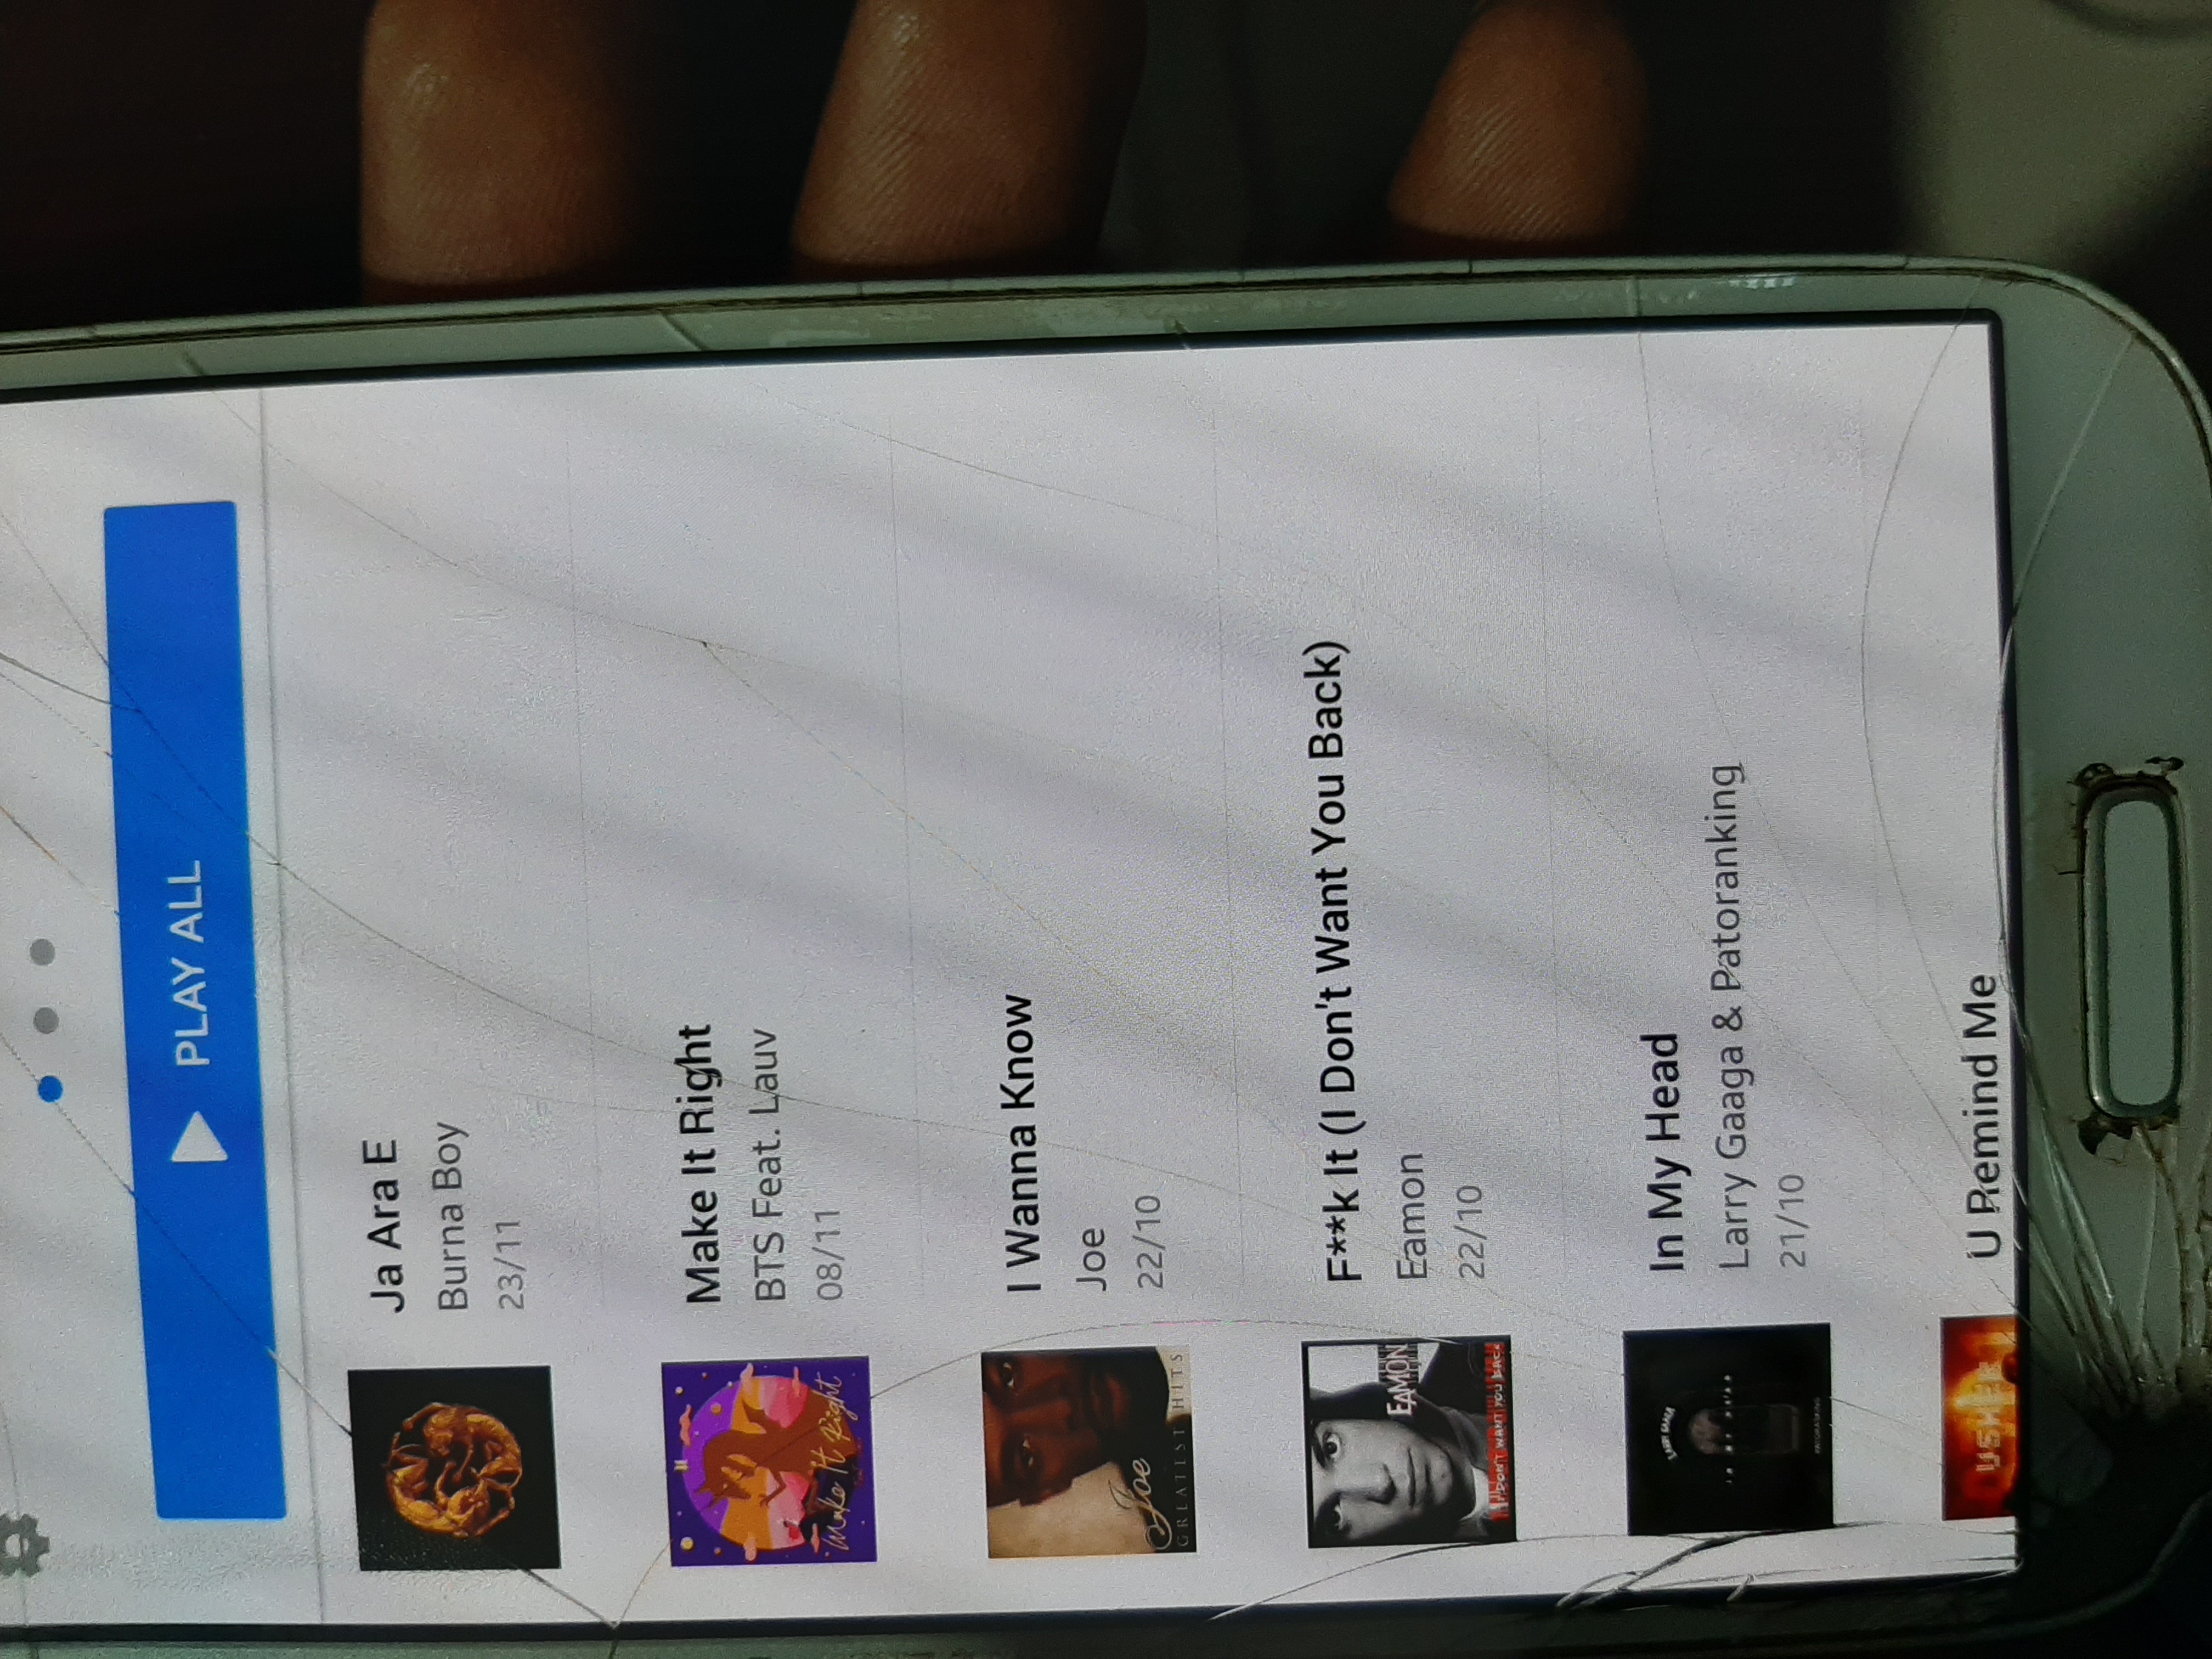 PLAY ALL
Ja Ara E
Burna Boy
23/11
Make It Right
Make It Right
BTS Feat. Lauv
08/11
I Wanna Know
Joe
22/10
Joe
GREATEST HITS
F**k It (I Don't Want You Back)
EAMON
Eamon
22/10
I DON'T WANT YOU BACK
In My Head
LARRY GAAGA
Larry Gaaga & Patoranking
IN MY HEAD
21/10
PATORANKING
U Remind Me
USHER